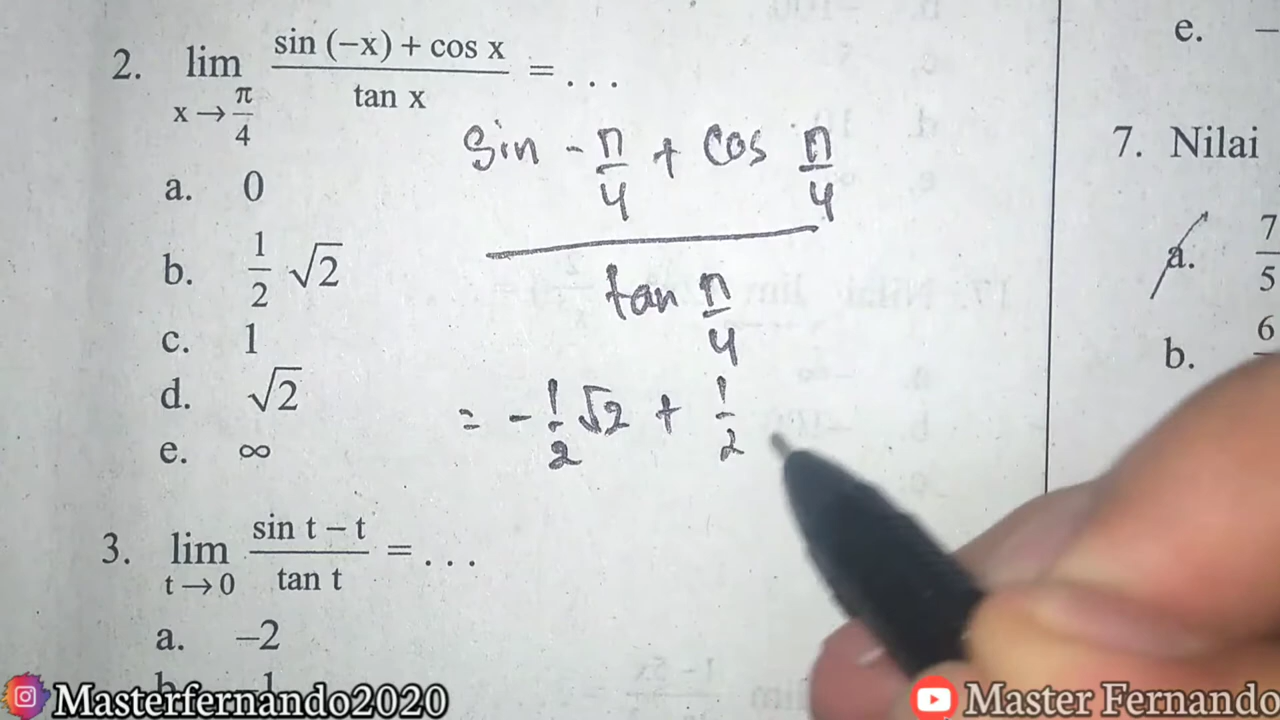 2. lim x→π/4 sin (–x) + cos x / tan x = . . .
a. 0
b. 1/2 √2
c. 1
d. √2
e. ∞
sin -π/4 + cos π/4
tan π/4
= -1/2 √2 + 1/2
3. lim t→0 sin t – t / tan t = . . .
a. –2
e. –
7. Nilai
a. 7/5
b. 6
Masterfernando2020
Master Fernando